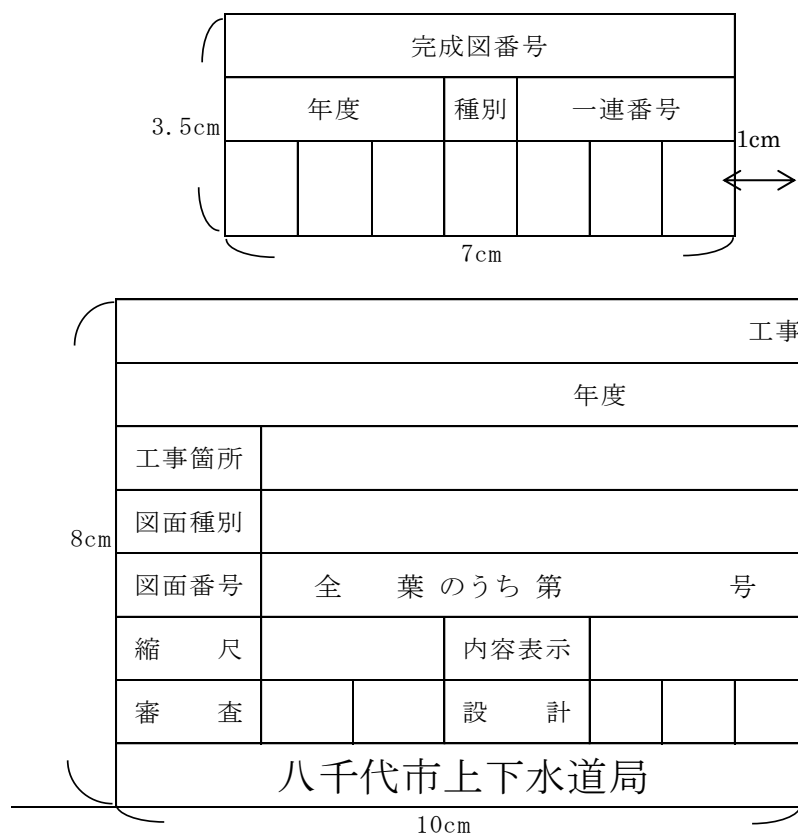 完成図番号
年度 種別 一連番号
3.5cm
1cm
7cm
工事
年度
工事箇所
図面種別
8cm
図面番号 全 葉 のうち 第 号
縮 尺 内容表示
審 査 設 計
八千代市上下水道局
10cm